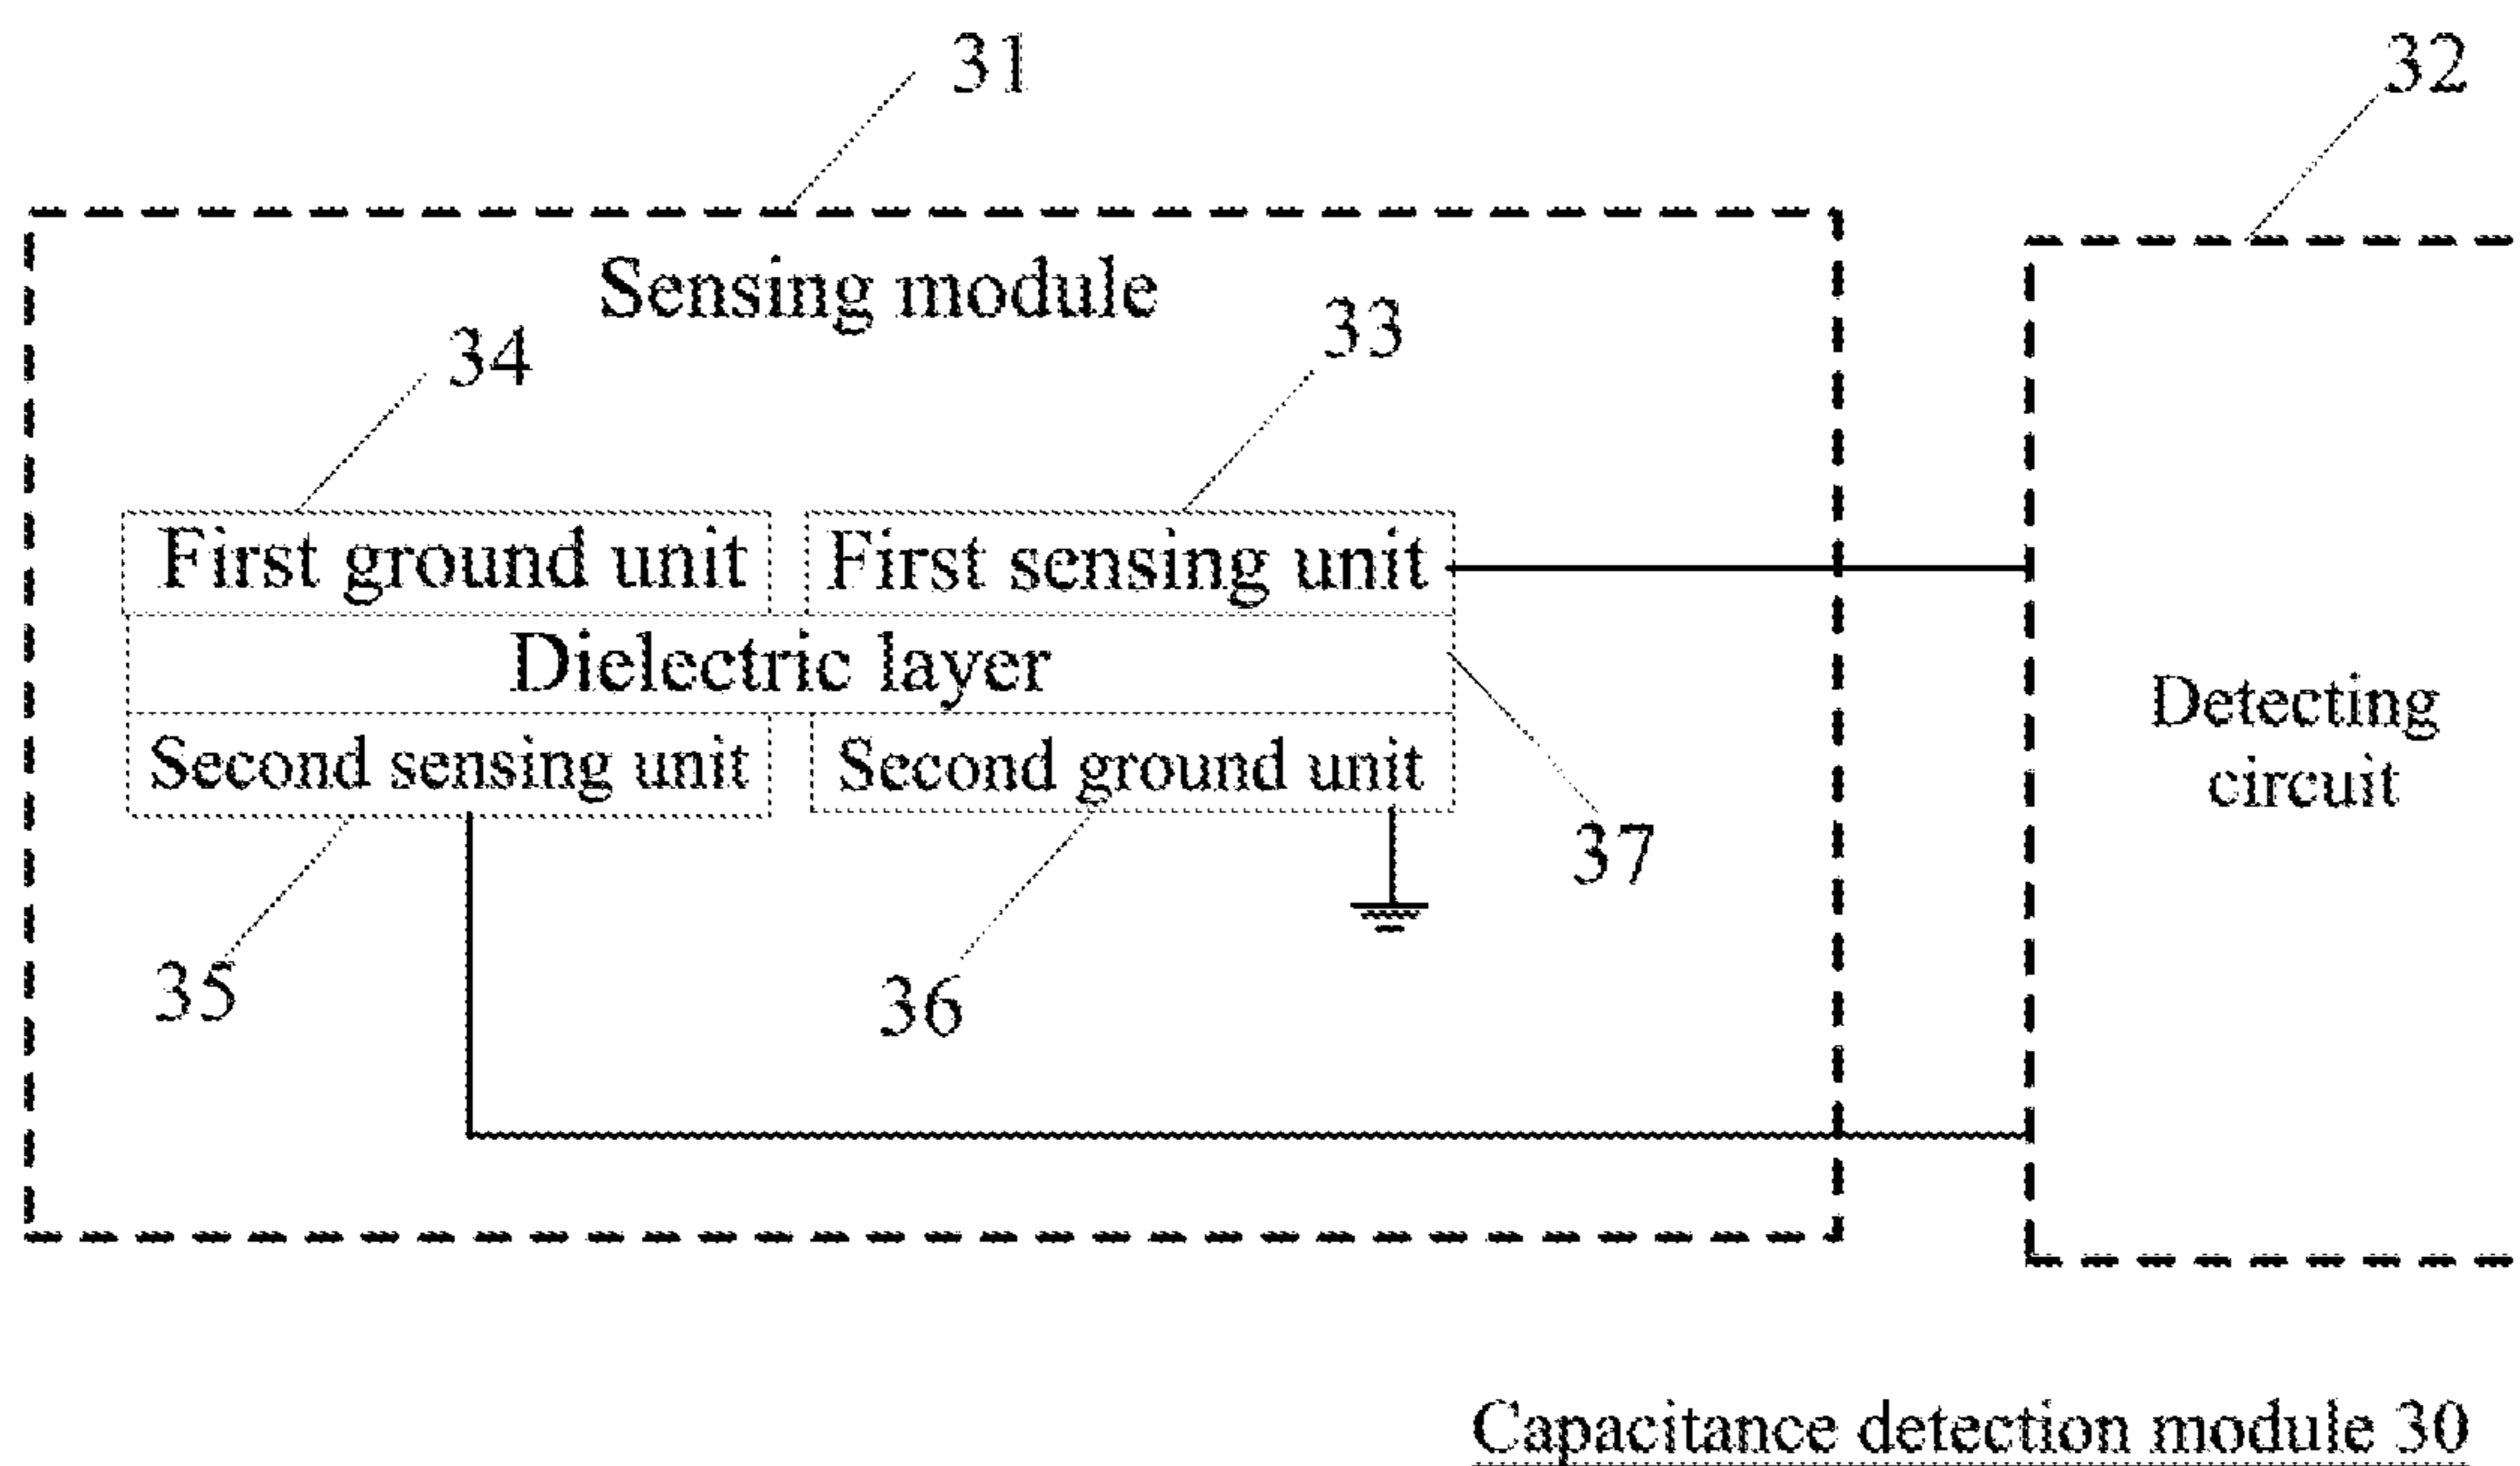 31
32
Sensing module
33
34
First ground unit
First sensing unit
Dielectric layer
Second sensing unit
Second ground unit
Detecting
circuit
37
35
36
Capacitance detection module 30